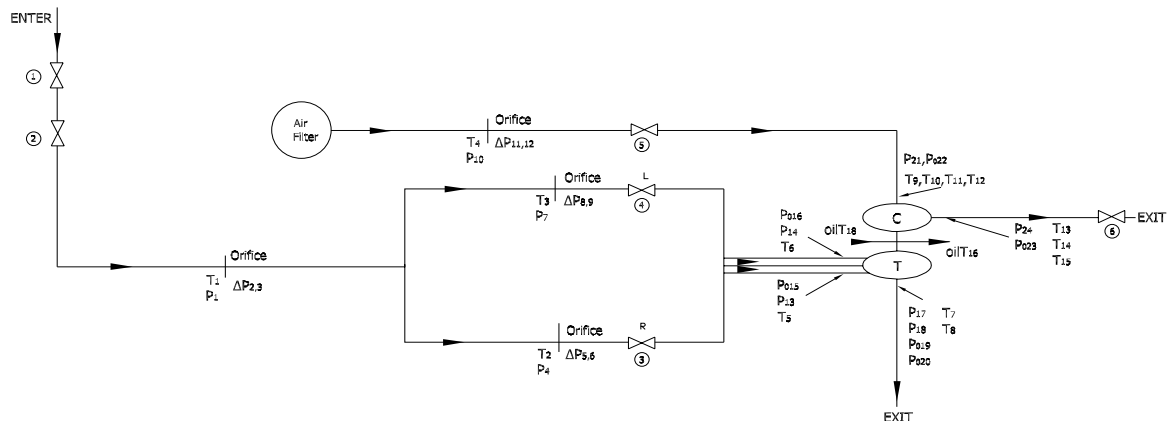 ENTER
1
2
Air
Filter
Orifice
T4
P10
ΔP11,12
5
P21,P022
T9,T10,T11,T12
Orifice
T3
P7
ΔP8,9
L
4
C
EXIT
6
P24
P023
T13
T14
T15
P016
P14
T6
OilT18
OilT16
T
P015
P13
T5
Orifice
T1
P1
ΔP2,3
P17
P18
P019
P020
T7
T8
Orifice
T2
P4
ΔP5,6
R
3
EXIT